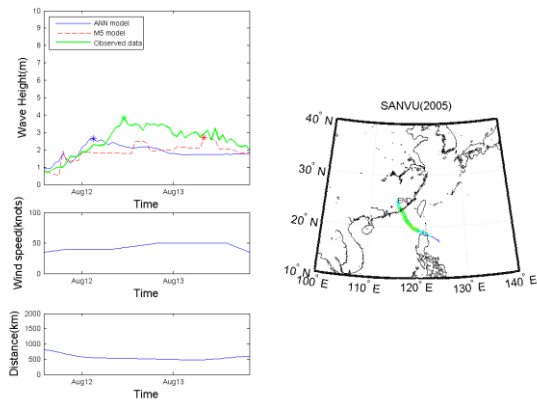 ANN model
M5 model
Observed data
10
9
8
7
6
5
4
3
2
1
0
Wave Height(m)
Aug12 Aug13
Time
100
50
0
Wind speed(knots)
Aug12 Aug13
Time
2000
1500
1000
500
0
Distance(km)
Aug12 Aug13
Time
SANVU(2005)
40° N
30° N
20° N
10° N
END
110° E 120° E 130° E 140° E